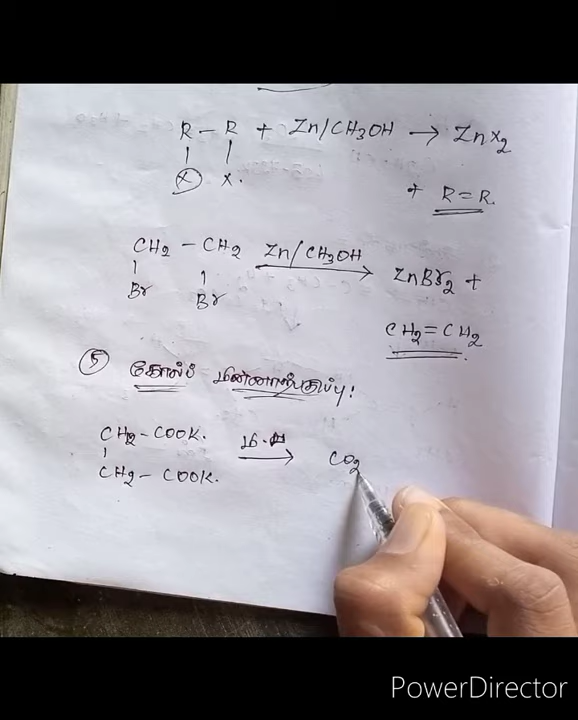 R – R + Zn/CH3OH → ZnX2
X X.
+ R=R.
CH2 – CH2 Zn/CH3OH → ZnBr2 +
Br Br
CH2=CH2.
5 கோல்ப் மின்னாற்பகுப்பு:
CH2-COOK. மி.ப → CO2
CH2 – COOK.
PowerDirector